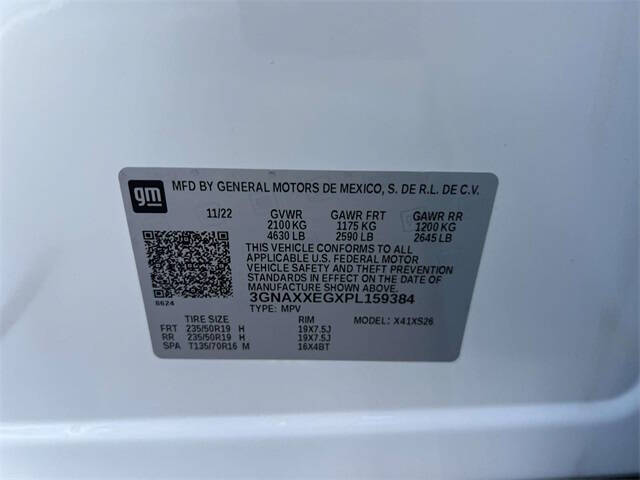 gm
MFD BY GENERAL MOTORS DE MEXICO, S. DE R.L. DE C.V.
11/22 GVWR GAWR FRT GAWR RR
2100 KG 1175 KG 1200 KG
4630 LB 2590 LB 2645 LB
THIS VEHICLE CONFORMS TO ALL
APPLICABLE U.S. FEDERAL MOTOR
VEHICLE SAFETY AND THEFT PREVENTION
STANDARDS IN EFFECT ON THE DATE OF
MANUFACTURE SHOWN ABOVE.
3GNAXXEGXPL159384
6624 TYPE: MPV
TIRE SIZE RIM MODEL: X41XS26
FRT 235/50R19 H 19X7.5J
RR 235/50R19 H 19X7.5J
SPA T135/70R16 M 16X4BT